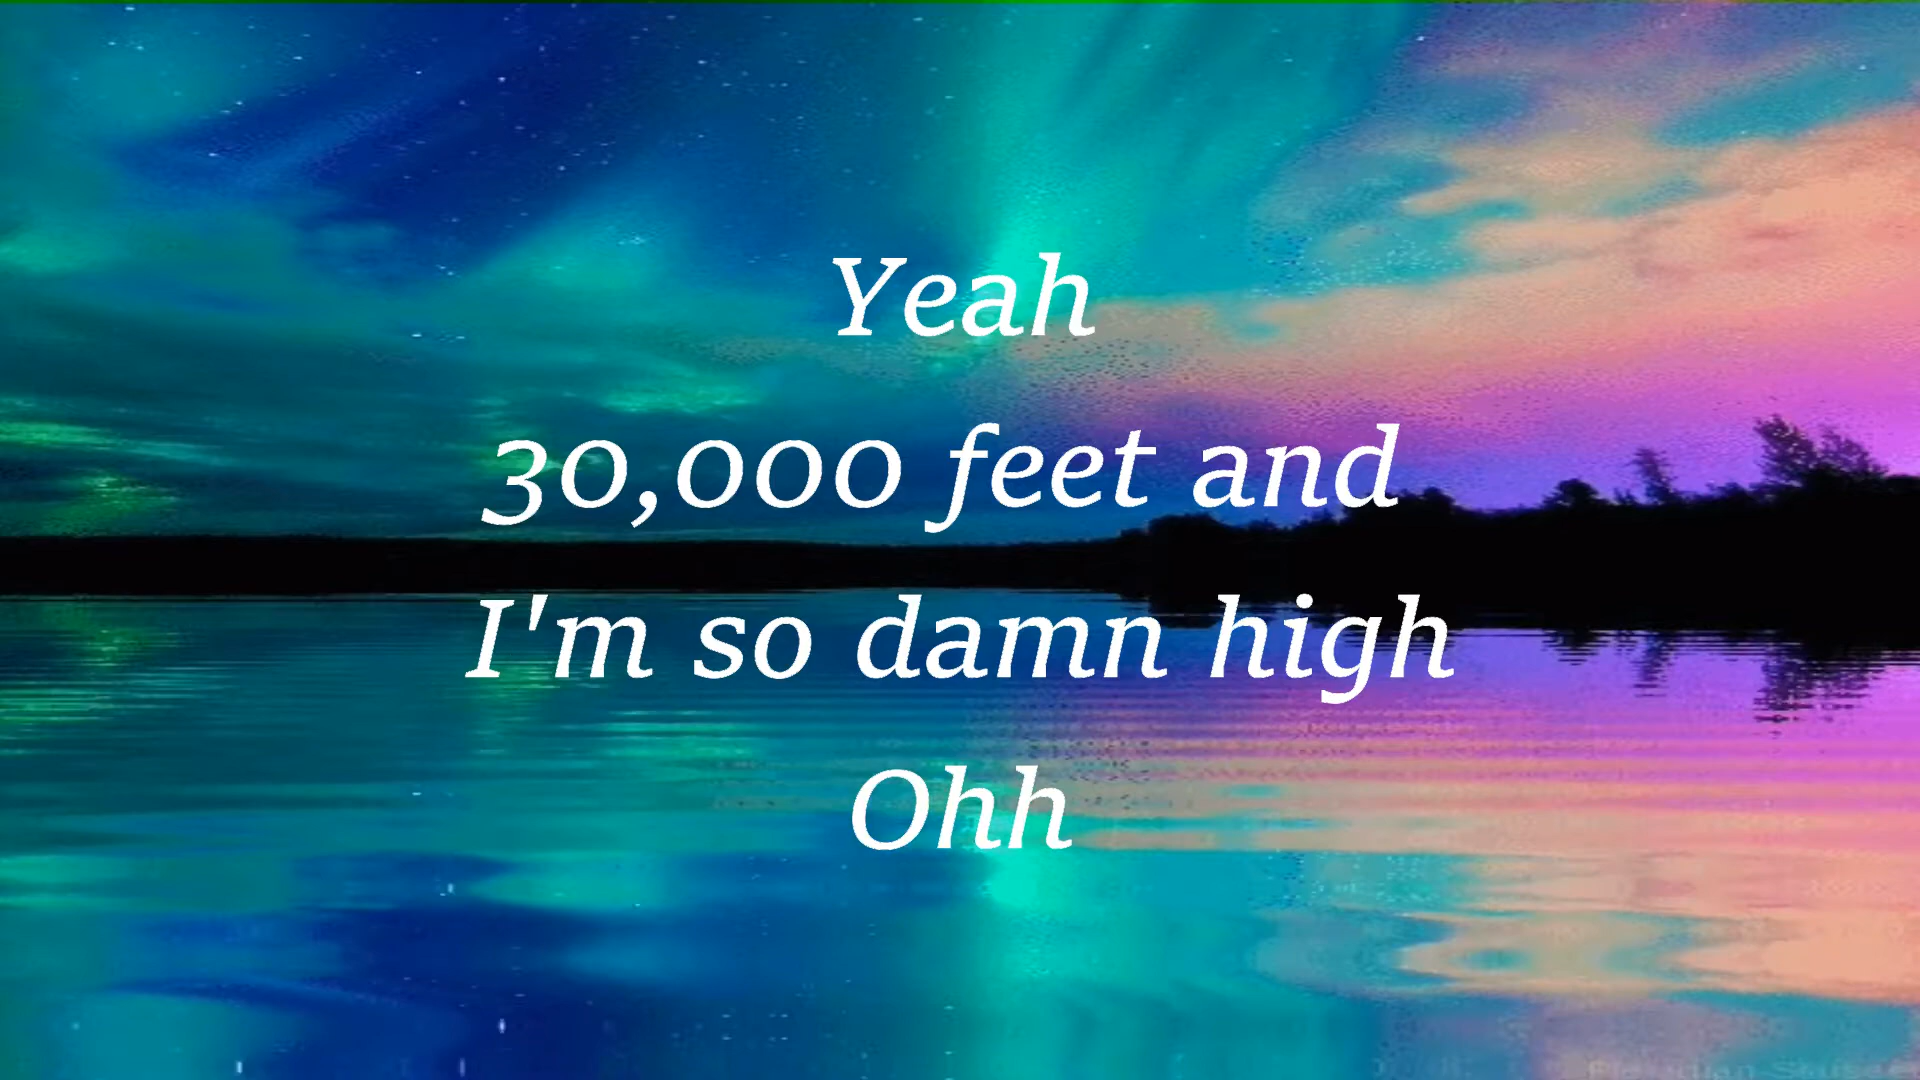 Yeah
30,000 feet and
I'm so damn high
Ohh